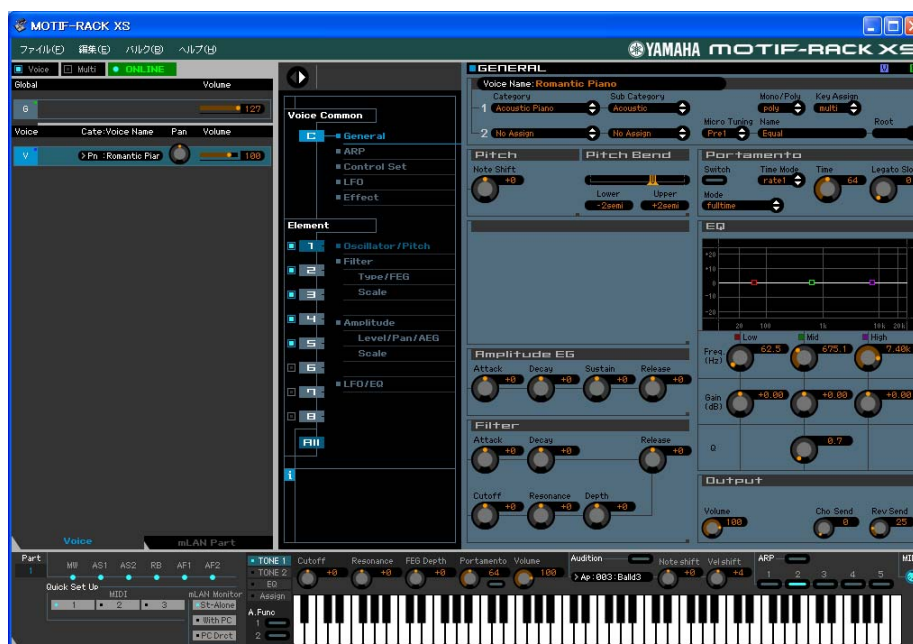 MOTIF-RACK XS
ファイル(F) 編集(E) バルク(B) ヘルプ(H)
YAMAHA MOTIF-RACK XS
Voice Multi ONLINE
Global Volume
G 127
Voice Cate:Voice Name Pan Volume
V Pn :Romantic Piar 100
Voice Common
C General
ARP
Control Set
LFO
Effect
Element
1 Oscillator/Pitch
2 Filter
Type/FEG
3 Scale
4 Amplitude
5 Level/Pan/AEG
Scale
6
7 LFO/EQ
8
All
i
GENERAL V
Voice Name:Romantic Piano
Category Sub Category Mono/Poly Key Assign
1 Acoustic Piano Acoustic poly multi
Micro Tuning Name Root
2 No Assign No Assign Pre1 Equal
Pitch
Note Shift
+0
Pitch Bend
Lower Upper
-2semi +2semi
Portamento
Switch Time Mode Time Legato Slo
rate1 64 0
Mode
fulltime
EQ
+20
+10
0
-10
-20
20 100 1k 10k 20k
Low Mid High
Freq. (Hz) 62.5 675.1 7.40k
Gain (dB) +0.00 +0.00 +0.00
Q 0.7
Amplitude EG
Attack Decay Sustain Release
+0 +0 +0 +0
Filter
Attack Decay Release
+0 +0 +0
Cutoff Resonance Depth
+0 +0 +0
Output
Volume Cho Send Rev Send
100 0 25
Voice mLAN Part
Part
1
MW AS1 AS2 RB AF1 AF2
Quick Set Up
MIDI
1 2 3
mLAN Monitor
St-Alone
With PC
PC Drct
TONE 1
TONE 2
EQ
Assign
A.Func
1
2
Cutoff Resonance FEG Depth Portamento Volume
+0 +0 +0 64 100
Audition Note shift Vel shift
Ap:003:Balld3 +0 +4
ARP
1 2 3 4 5
MI